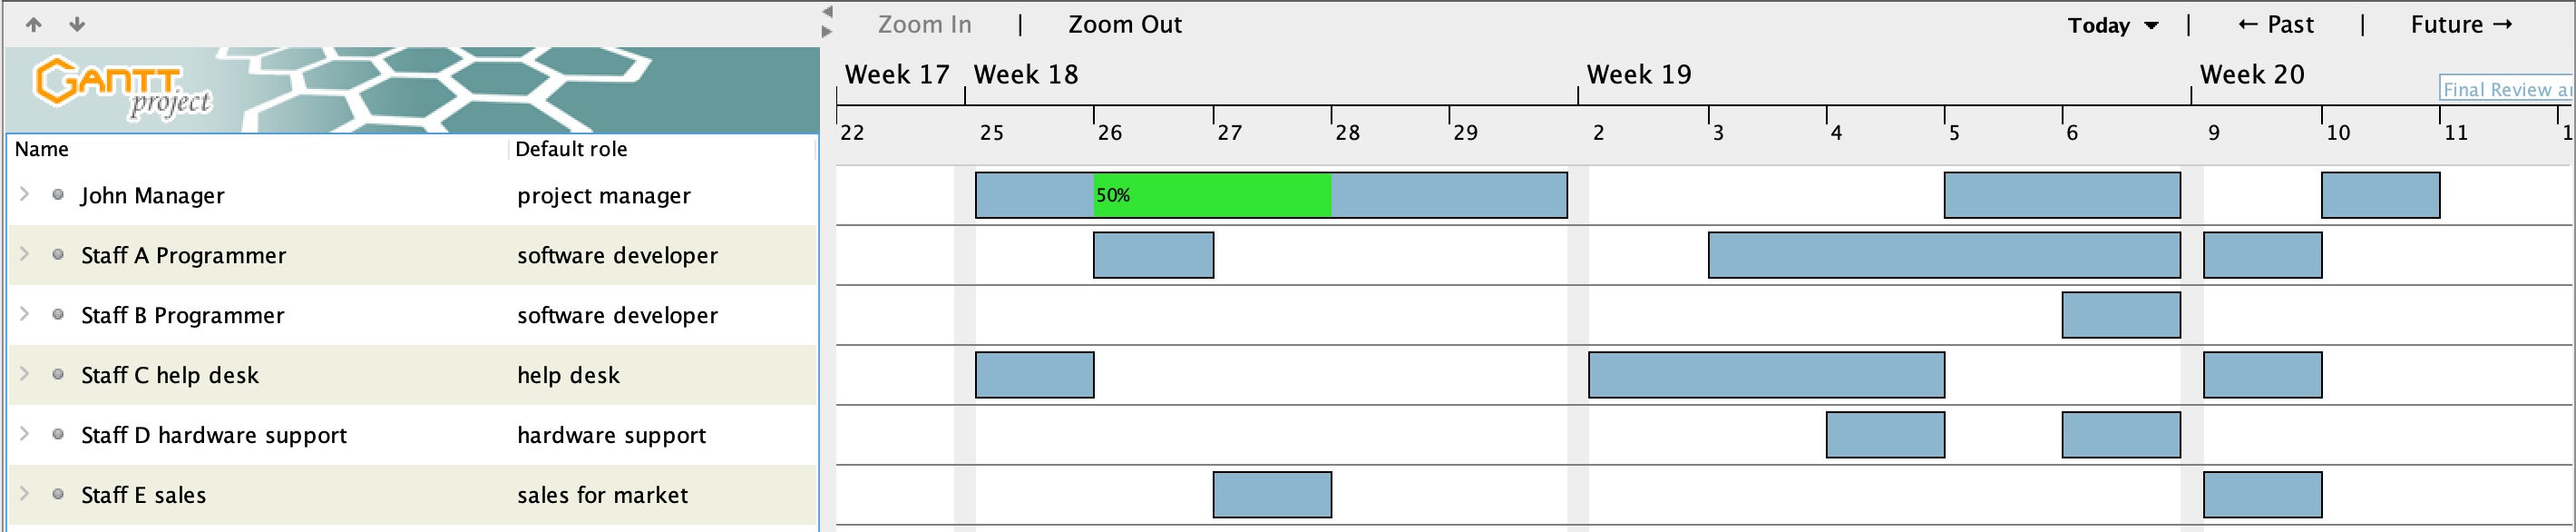 Zoom In | Zoom Out Today | ← Past | Future →
GANTT
project
Week 17 Week 18 Week 19 Week 20
Final Review
22 25 26 27 28 29 2 3 4 5 6 9 10 11
Name Default role
John Manager project manager 50%
Staff A Programmer software developer
Staff B Programmer software developer
Staff C help desk help desk
Staff D hardware support hardware support
Staff E sales sales for market